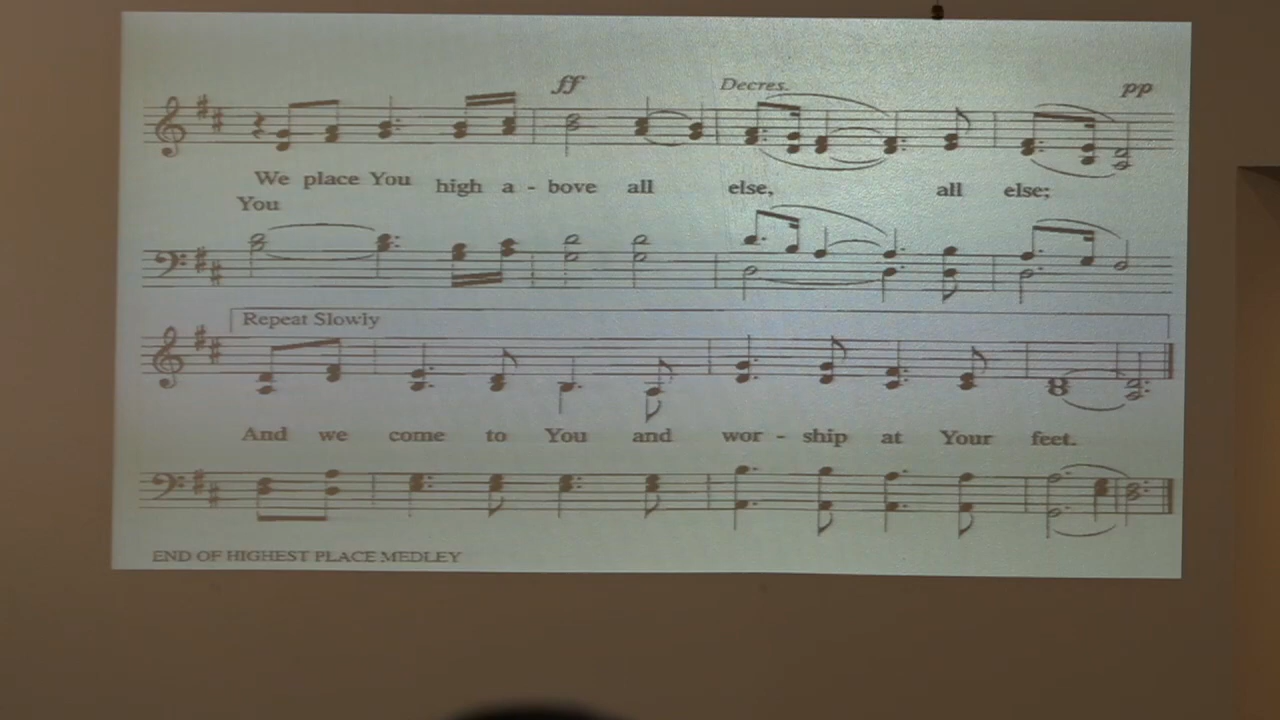 ff Decres. pp
We place You high a - bove all else, all else;
You
Repeat Slowly
And we come to You and wor - ship at Your feet.
END OF HIGHEST PLACE MEDLEY